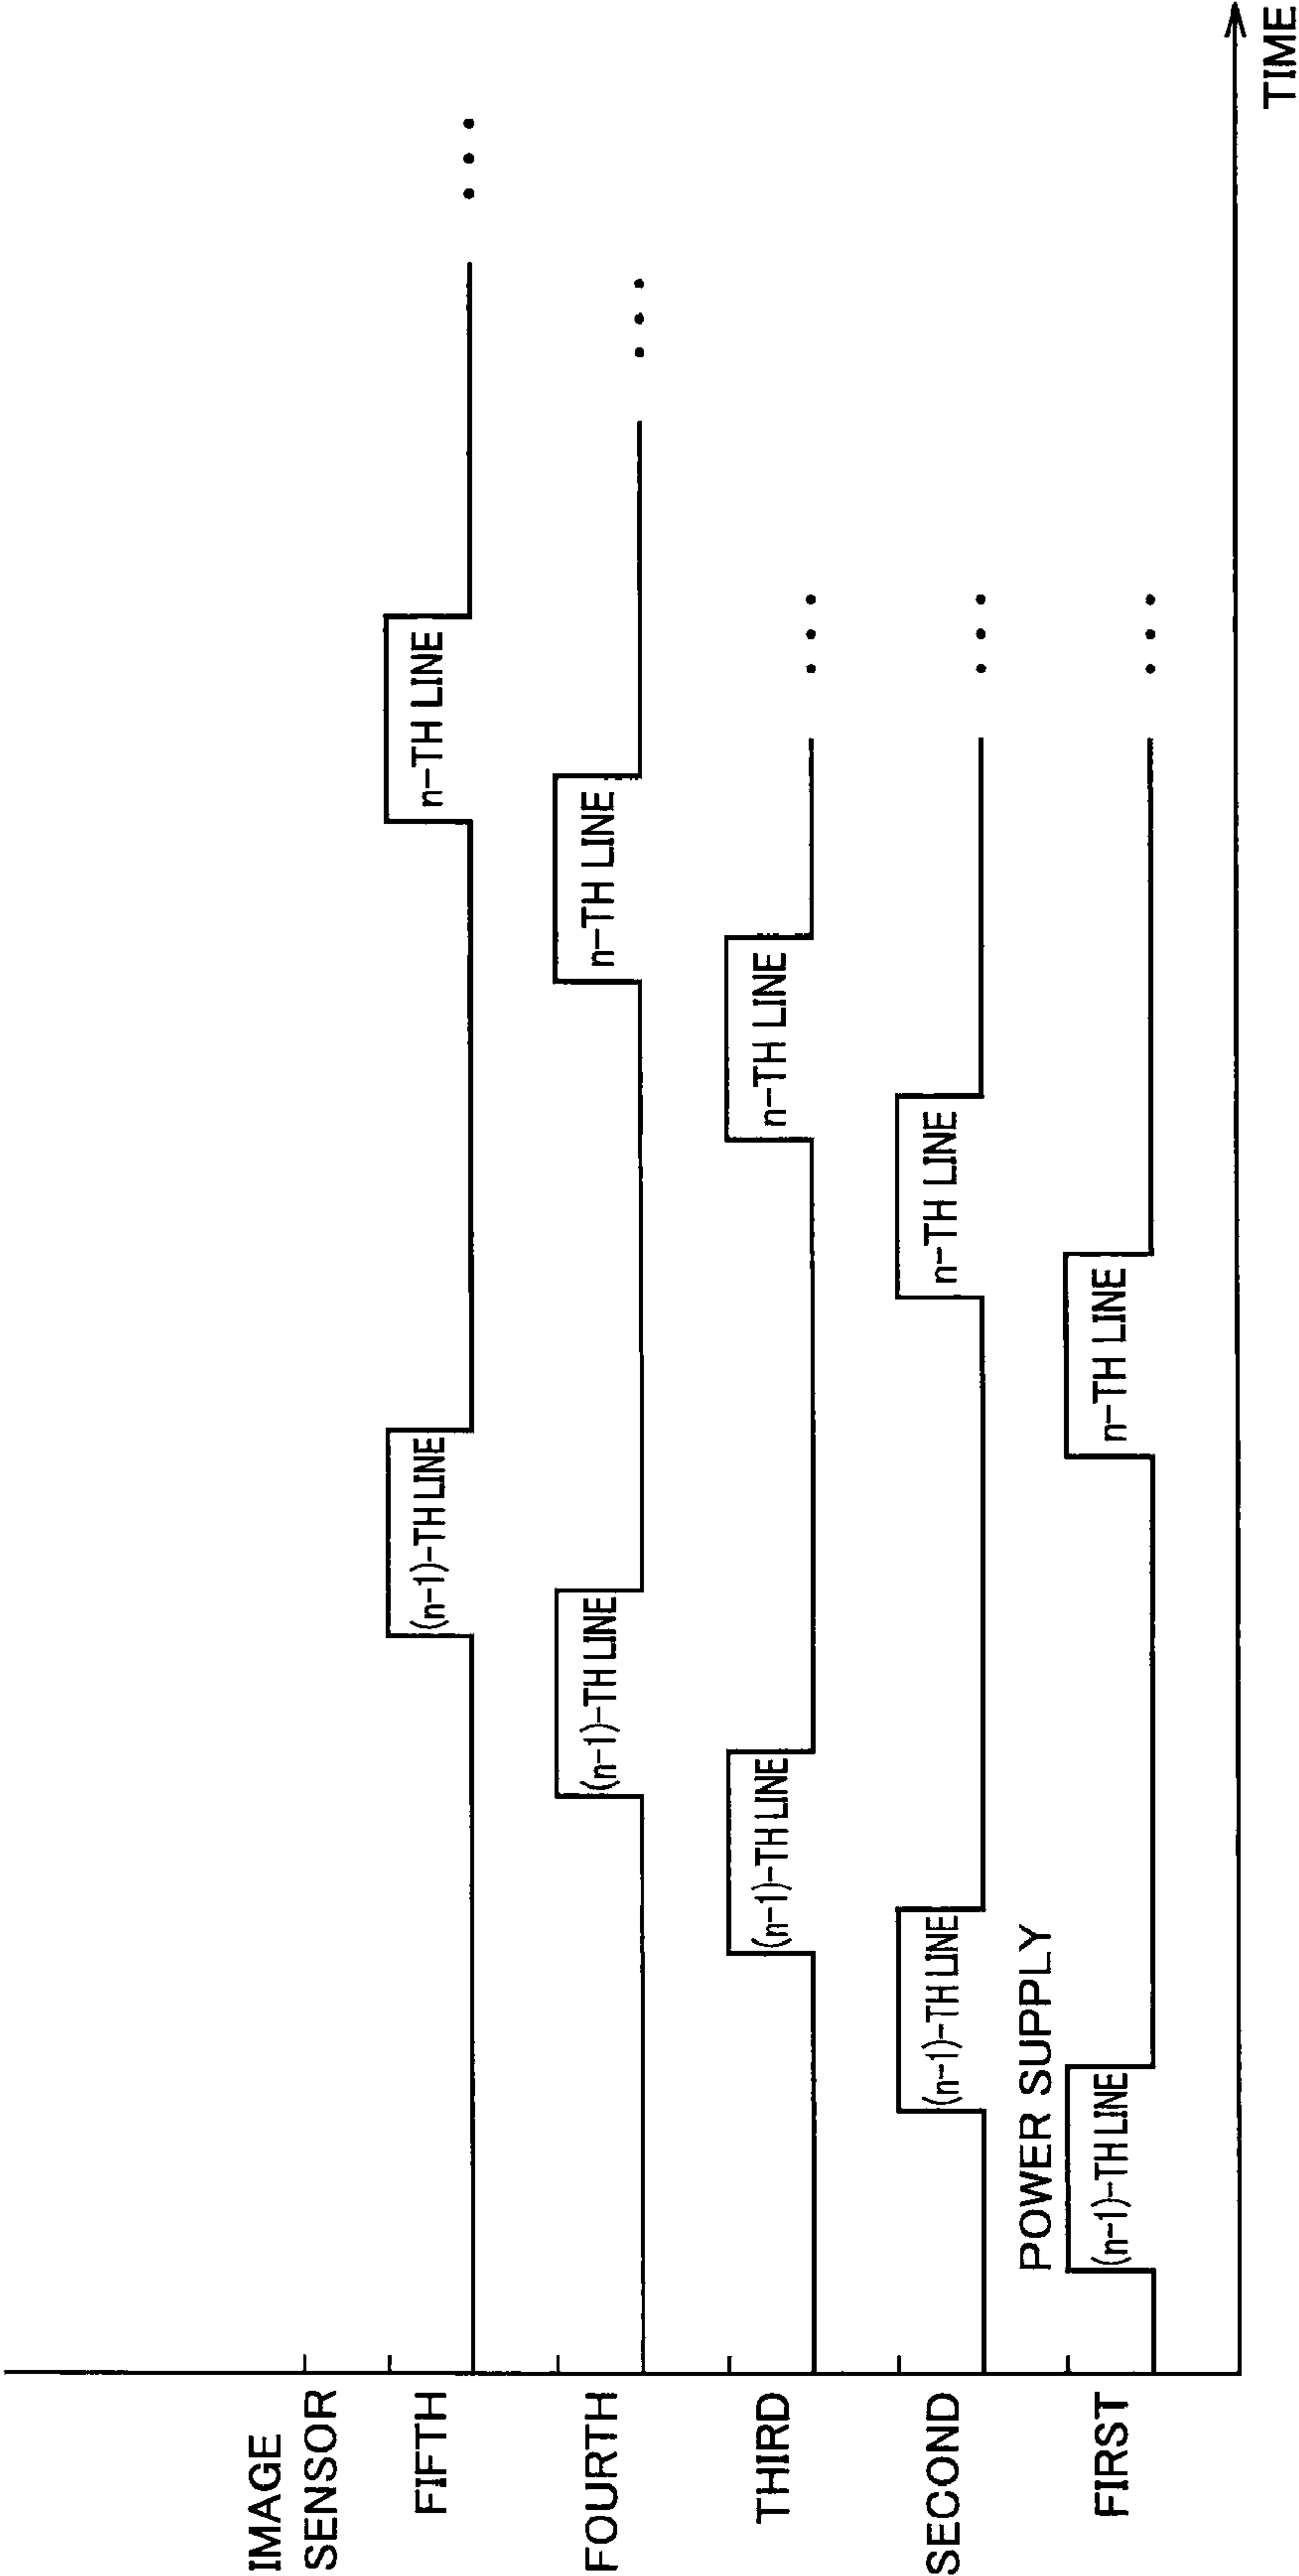 IMAGE
SENSOR
FIFTH
(n-1)-TH LINE
n-TH LINE
FOURTH
(n-1)-TH LINE
n-TH LINE
THIRD
(n-1)-TH LINE
n-TH LINE
SECOND
(n-1)-TH LINE
n-TH LINE
POWER SUPPLY
FIRST
(n-1)-TH LINE
n-TH LINE
TIME